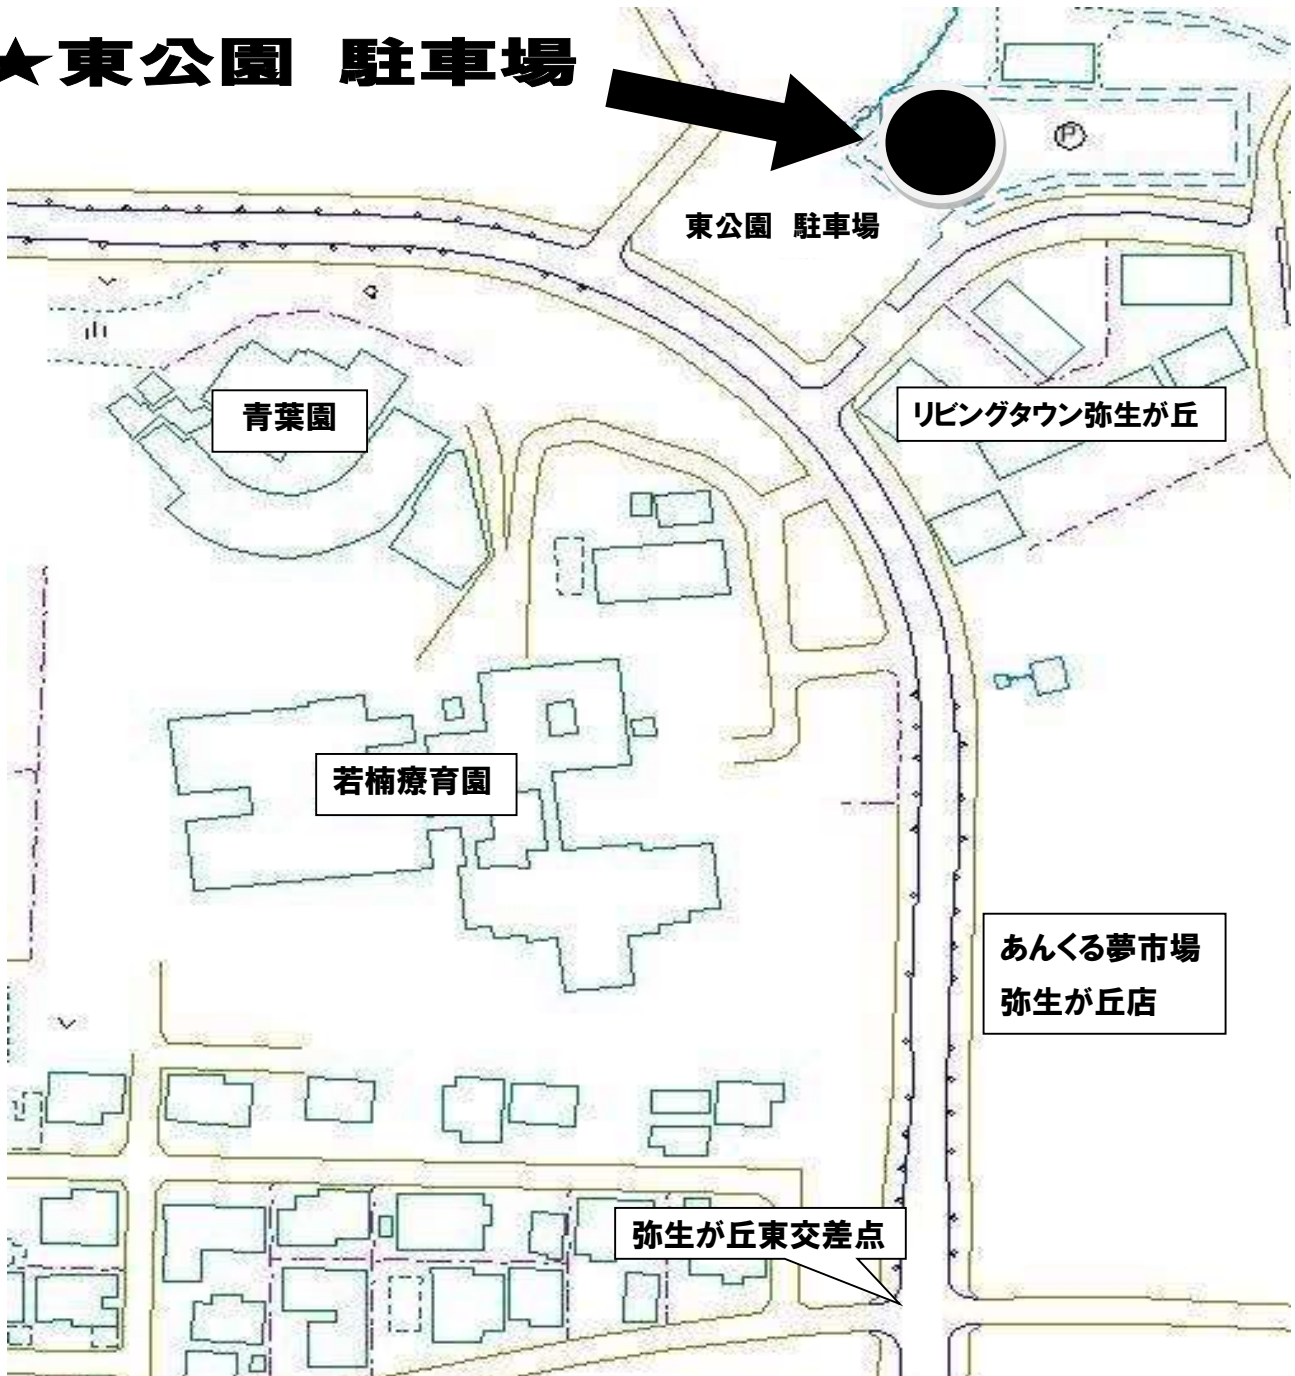 ★東公園 駐車場
P
東公園 駐車場
青葉園
リビングタウン弥生が丘
若楠療育園
あんくる夢市場
弥生が丘店
弥生が丘東交差点